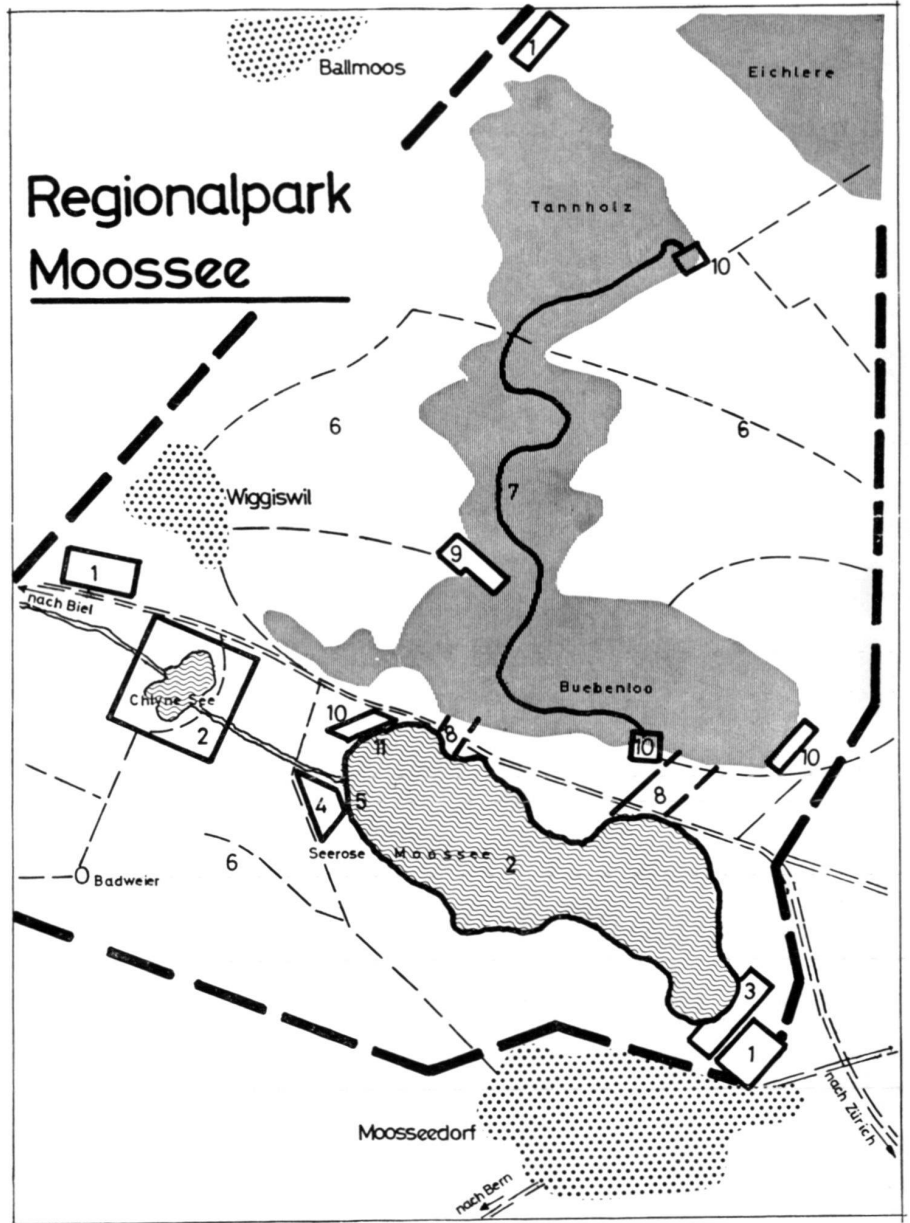 1
Ballmoos
Eichlere
Regionalpark
Moossee
Tannholz
10
6
6
Wiggiswil
7
9
1
nach Biel
Chlyne See
2
Buebenloo
10
11
8
10
10
8
4
5
Seerose
Moossee
2
6
Badweier
3
1
Moosseedorf
nach Zürich
nach Bern